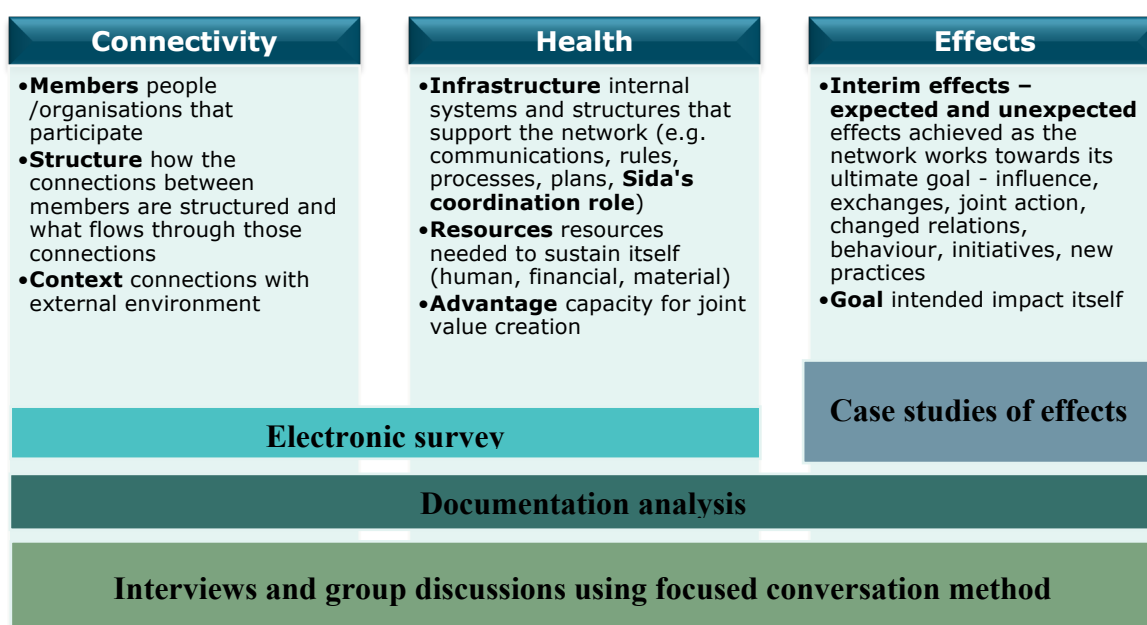 Connectivity
•Members people
/organisations that
participate
•Structure how the
connections between
members are structured and
what flows through those
connections
•Context connections with
external environment
Health
•Infrastructure internal
systems and structures that
support the network (e.g.
communications, rules,
processes, plans, Sida's
coordination role)
•Resources resources
needed to sustain itself
(human, financial, material)
•Advantage capacity for joint
value creation
Effects
•Interim effects –
expected and unexpected
effects achieved as the
network works towards its
ultimate goal - influence,
exchanges, joint action,
changed relations,
behaviour, initiatives, new
practices
•Goal intended impact itself
Case studies of effects
Electronic survey
Documentation analysis
Interviews and group discussions using focused conversation method